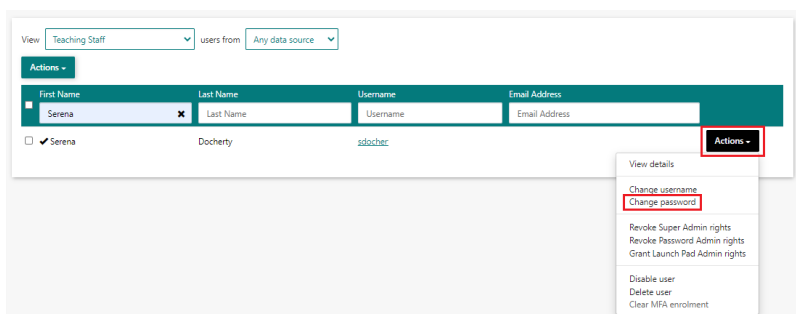 View Teaching Staff users from Any data source
Actions
First Name Last Name Username Email Address
Serena Last Name Username Email Address
Serena Docherty sdocher Actions
View details
Change username
Change password
Revoke Super Admin rights
Revoke Password Admin rights
Grant Launch Pad Admin rights
Disable user
Delete user
Clear MFA enrolment